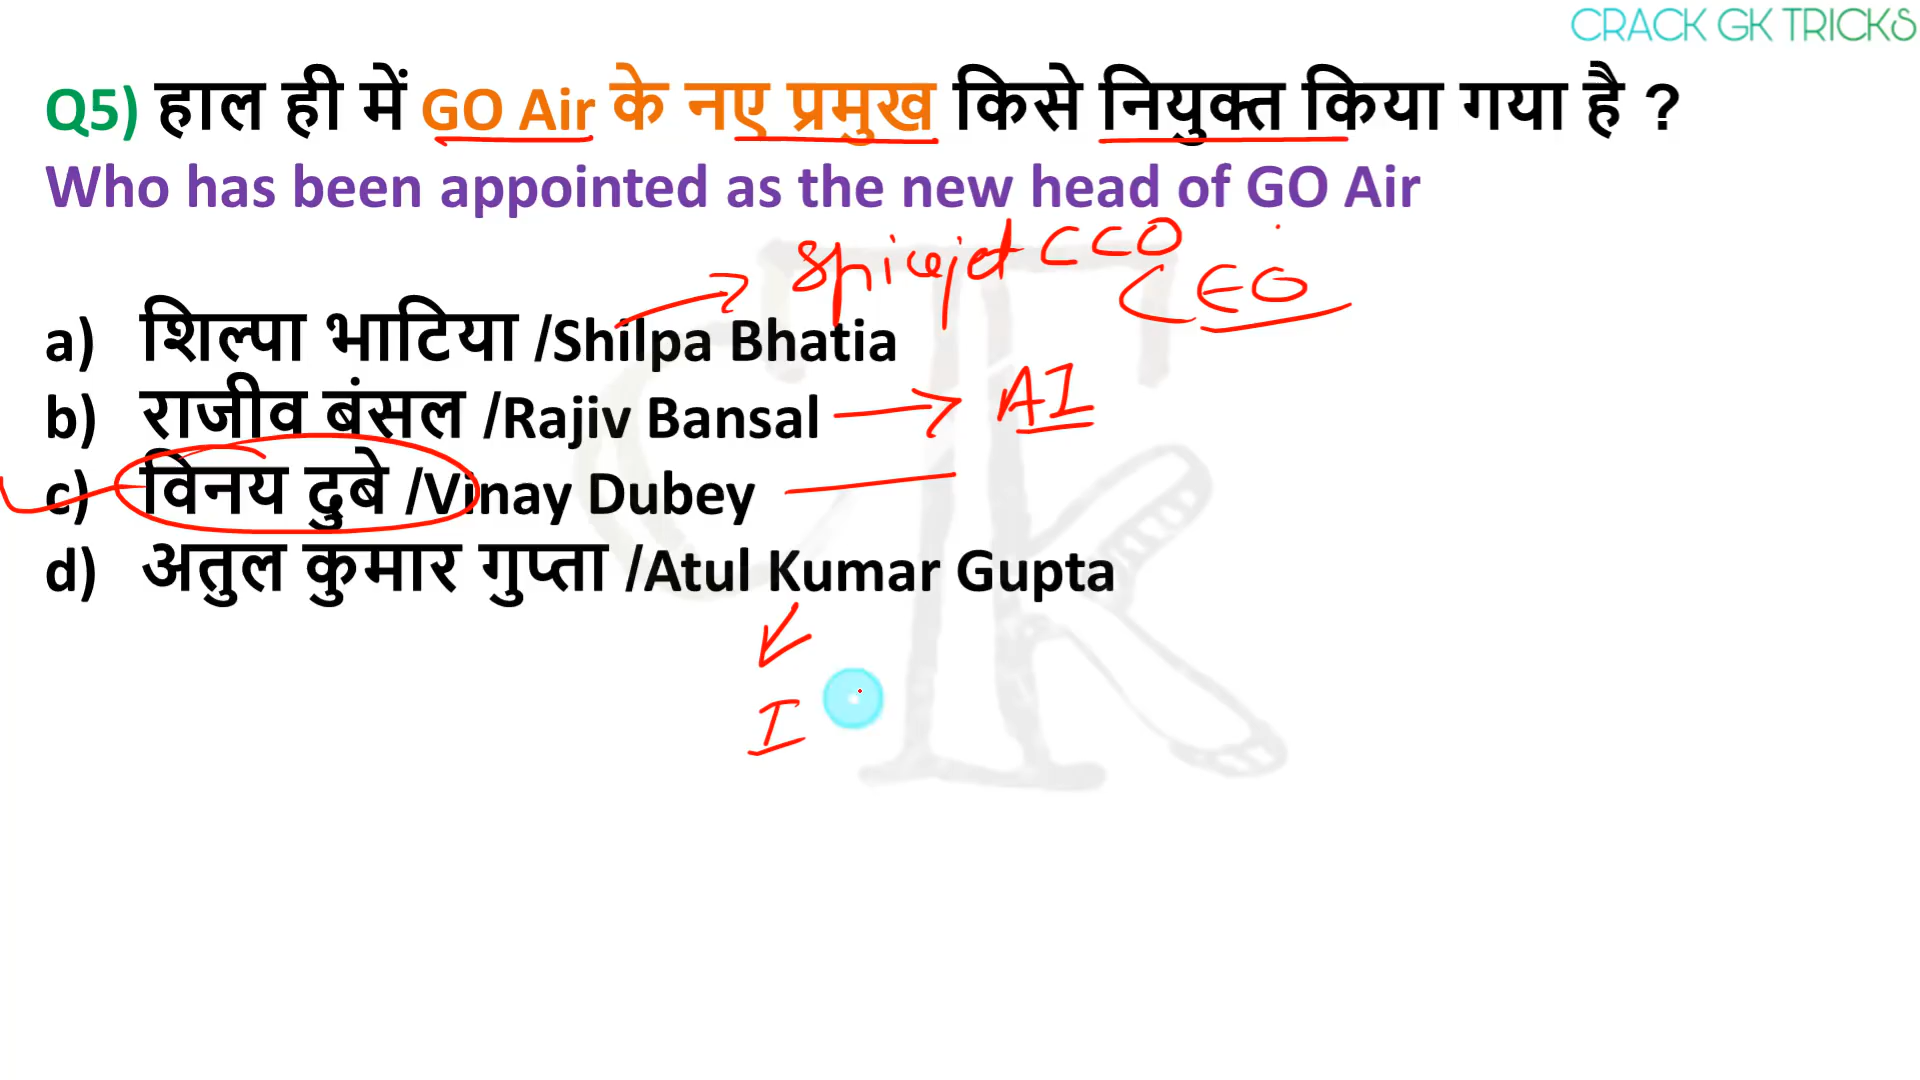 CRACK GK TRICKS
Q5) हाल ही में GO Air के नए प्रमुख किसे नियुक्त किया गया है ?
Who has been appointed as the new head of GO Air
Spicejet CCO
CEO
a) शिल्पा भाटिया /Shilpa Bhatia
b) राजीव बंसल /Rajiv Bansal
AI
c) विनय दुबे /Vinay Dubey
d) अतुल कुमार गुप्ता /Atul Kumar Gupta
I